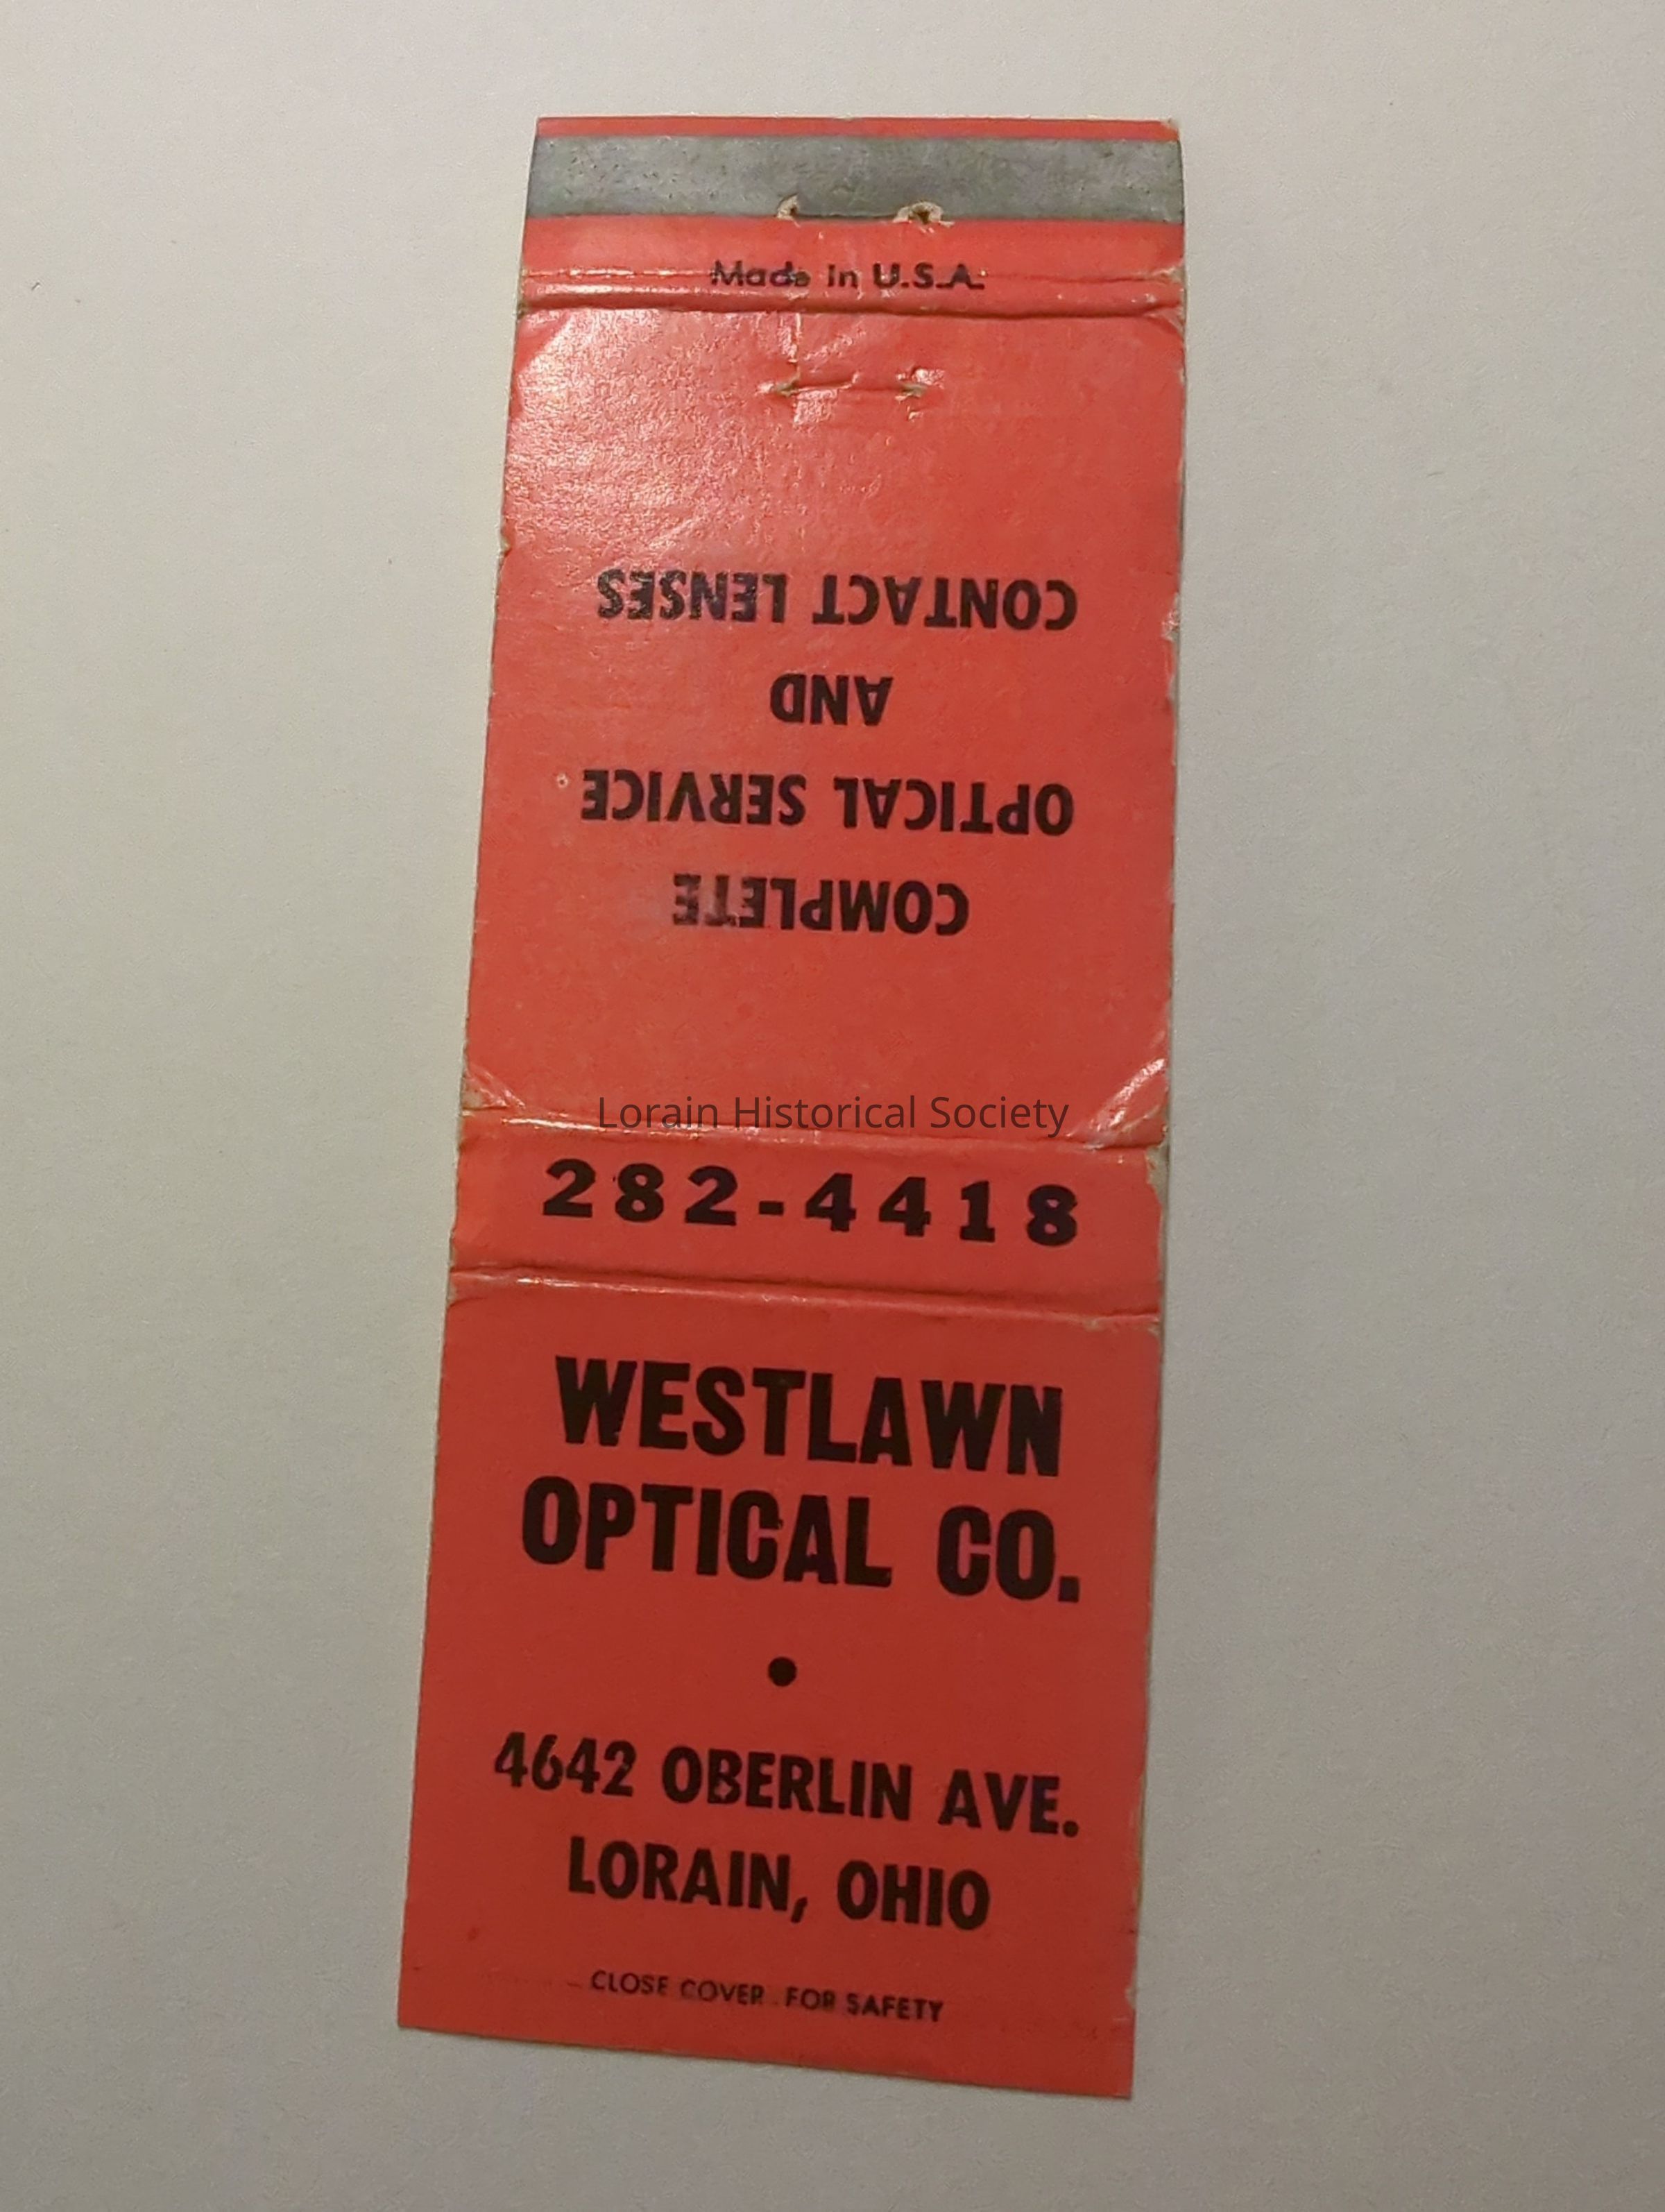 Made in U.S.A.
COMPLETE
OPTICAL SERVICE
AND
CONTACT LENSES
Lorain Historical Society
282-4418
WESTLAWN
OPTICAL CO.
•
4642 OBERLIN AVE.
LORAIN, OHIO
CLOSE COVER FOR SAFETY